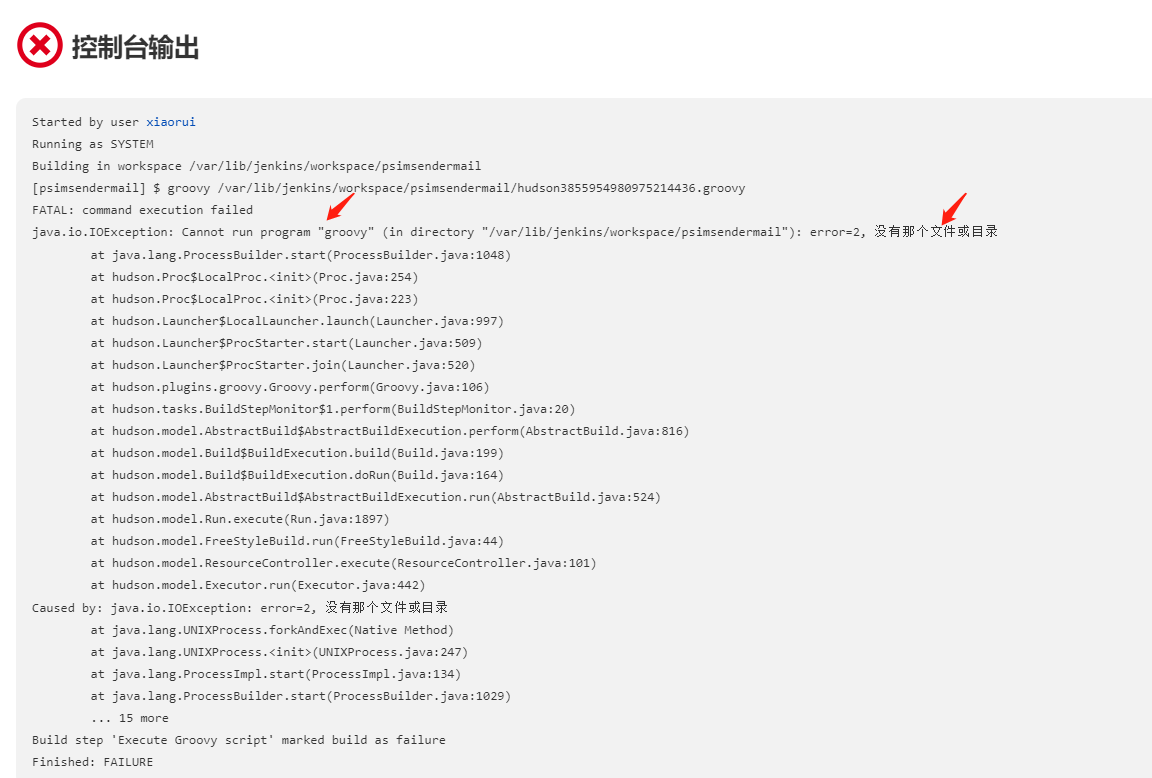 控制台输出
Started by user xiaorui
Running as SYSTEM
Building in workspace /var/lib/jenkins/workspace/psimsendermail
[psimsendermail] $ groovy /var/lib/jenkins/workspace/psimsendermail/hudson3855954980975214436.groovy
FATAL: command execution failed
java.io.IOException: Cannot run program "groovy" (in directory "/var/lib/jenkins/workspace/psimsendermail"): error=2, 没有那个文件或目录
at java.lang.ProcessBuilder.start(ProcessBuilder.java:1048)
at hudson.Proc$LocalProc.<init>(Proc.java:254)
at hudson.Proc$LocalProc.<init>(Proc.java:223)
at hudson.Launcher$LocalLauncher.launch(Launcher.java:997)
at hudson.Launcher$ProcStarter.start(Launcher.java:509)
at hudson.Launcher$ProcStarter.join(Launcher.java:520)
at hudson.plugins.groovy.Groovy.perform(Groovy.java:106)
at hudson.tasks.BuildStepMonitor$1.perform(BuildStepMonitor.java:20)
at hudson.model.AbstractBuild$AbstractBuildExecution.perform(AbstractBuild.java:816)
at hudson.model.Build$BuildExecution.build(Build.java:199)
at hudson.model.Build$BuildExecution.doRun(Build.java:164)
at hudson.model.AbstractBuild$AbstractBuildExecution.run(AbstractBuild.java:524)
at hudson.model.Run.execute(Run.java:1897)
at hudson.model.FreeStyleBuild.run(FreeStyleBuild.java:44)
at hudson.model.ResourceController.execute(ResourceController.java:101)
at hudson.model.Executor.run(Executor.java:442)
Caused by: java.io.IOException: error=2, 没有那个文件或目录
at java.lang.UNIXProcess.forkAndExec(Native Method)
at java.lang.UNIXProcess.<init>(UNIXProcess.java:247)
at java.lang.ProcessImpl.start(ProcessImpl.java:134)
at java.lang.ProcessBuilder.start(ProcessBuilder.java:1029)
... 15 more
Build step 'Execute Groovy script' marked build as failure
Finished: FAILURE